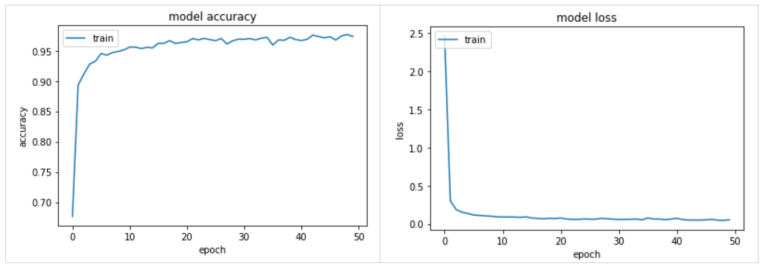 model accuracy
train
0.95
0.90
0.85
0.80
0.75
0.70
accuracy
0 10 20 30 40 50
epoch
model loss
train
2.5
2.0
1.5
1.0
0.5
0.0
loss
0 10 20 30 40 50
epoch